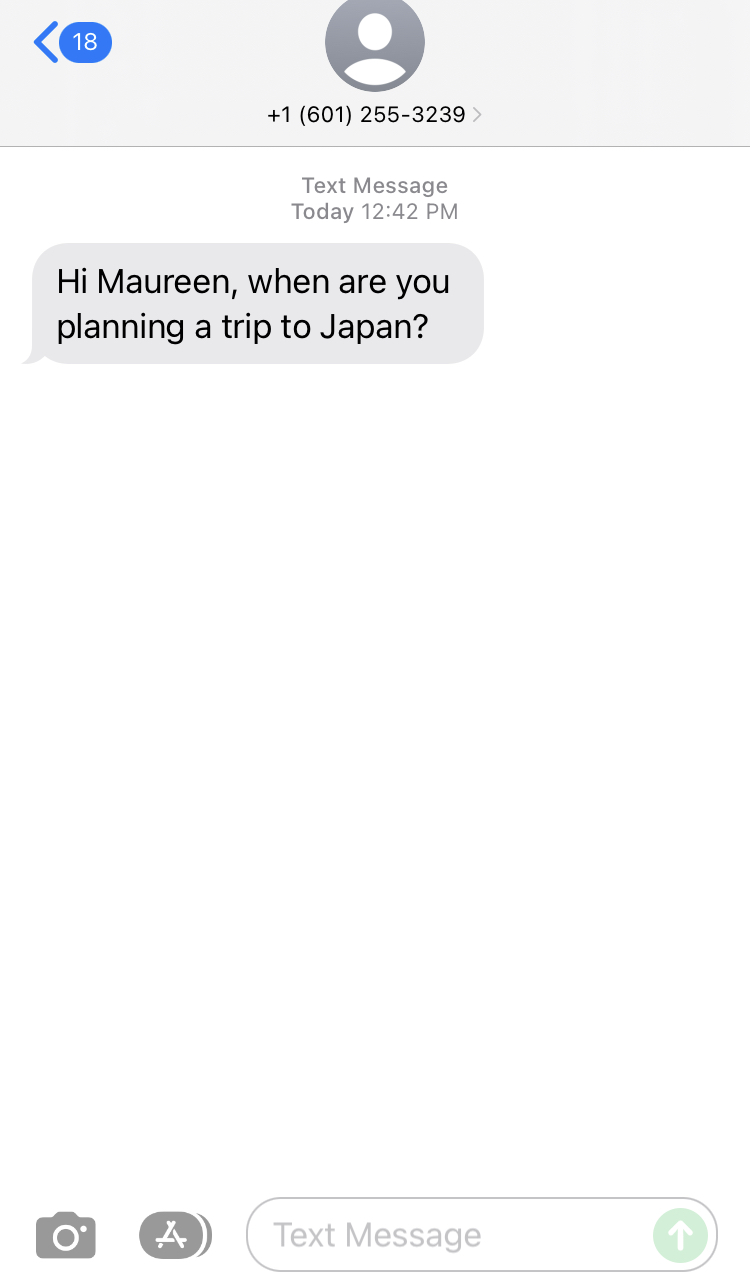 18
+1 (601) 255-3239
Text Message
Today 12:42 PM
Hi Maureen, when are you
planning a trip to Japan?
Text Message